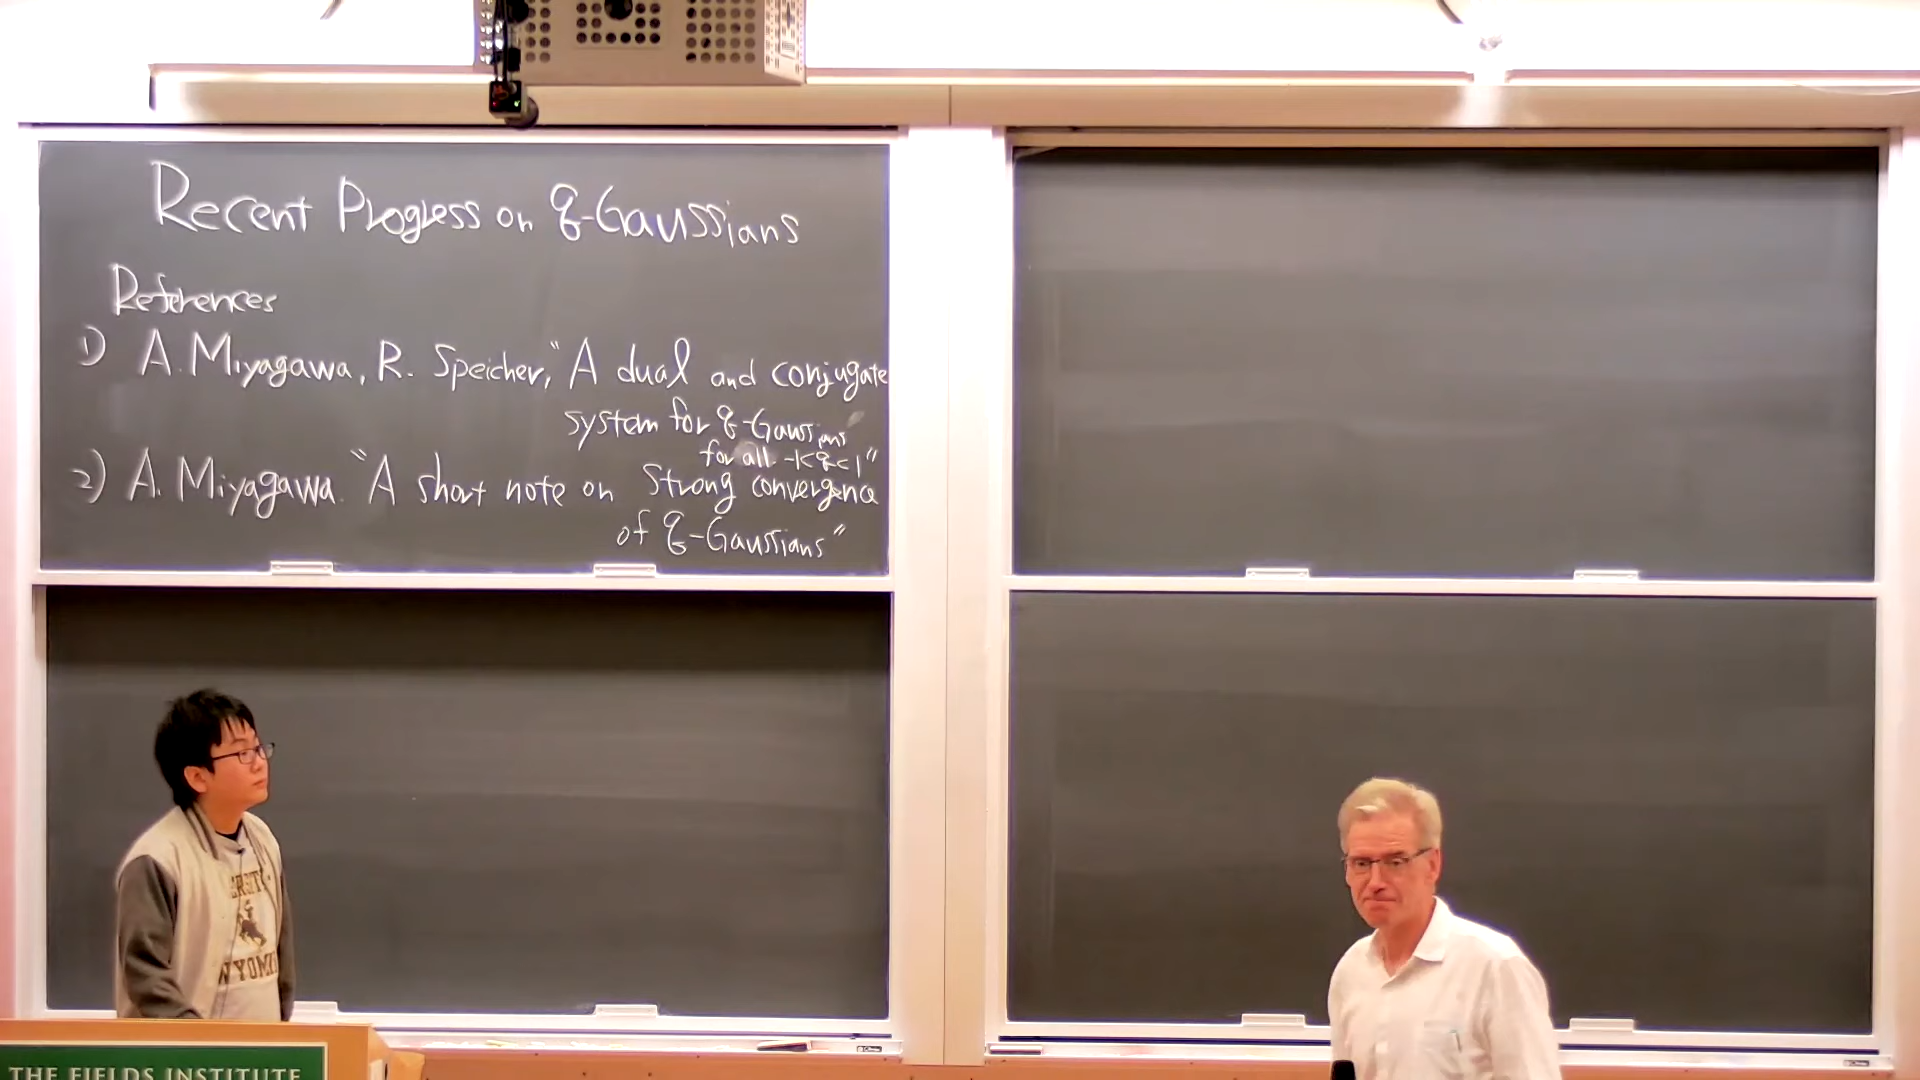 Recent Progress on q-Gaussians
References
1) A. Miyagawa, R. Speicher, "A dual and conjugate
system for q-Gaussians
for all -1<q<1"
2) A. Miyagawa. "A short note on Strong convergence
of q-Gaussians"
WYOMI
THE FIELDS INSTITUTE